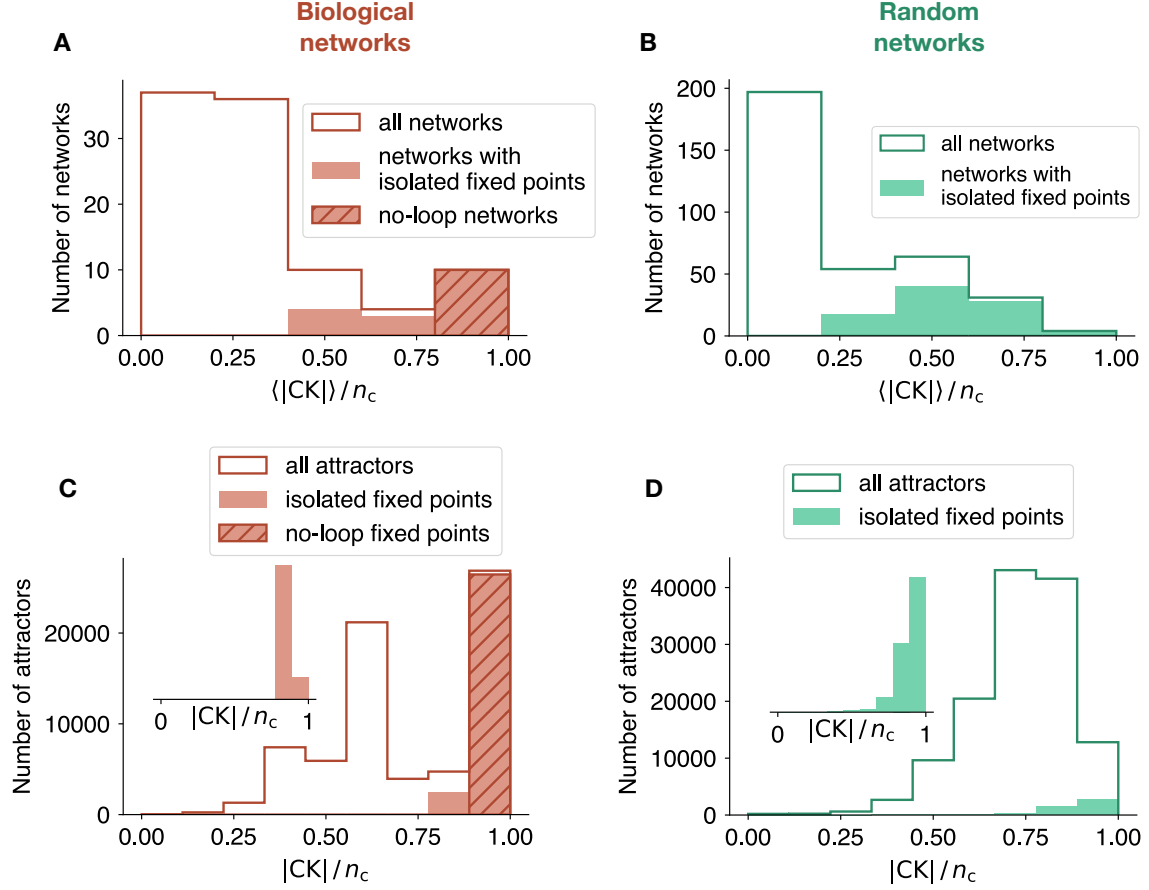 Biological
networks
Random
networks
A
B
Number of networks
30
20
10
0
all networks
networks with
isolated fixed points
no-loop networks
0.00 0.25 0.50 0.75 1.00
⟨|CK|⟩ / n_c
Number of networks
200
150
100
50
0
all networks
networks with
isolated fixed points
0.00 0.25 0.50 0.75 1.00
⟨|CK|⟩ / n_c
C
all attractors
isolated fixed points
no-loop fixed points
Number of attractors
20000
10000
0
0 |CK| / n_c 1
0.00 0.25 0.50 0.75 1.00
|CK| / n_c
D
all attractors
isolated fixed points
Number of attractors
40000
30000
20000
10000
0
0 |CK| / n_c 1
0.00 0.25 0.50 0.75 1.00
|CK| / n_c